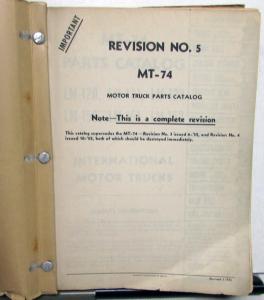 IMPORTANT
REVISION NO. 5
MT-74
MOTOR TRUCK PARTS CATALOG
Note—This is a complete revision
This catalog supersedes the MT-74 — Revision No. 3 issued 6-'52, and Revision No. 4
issued 10-'52, both of which should be destroyed immediately.
INTERNATIONAL
MOTOR TRUCKS